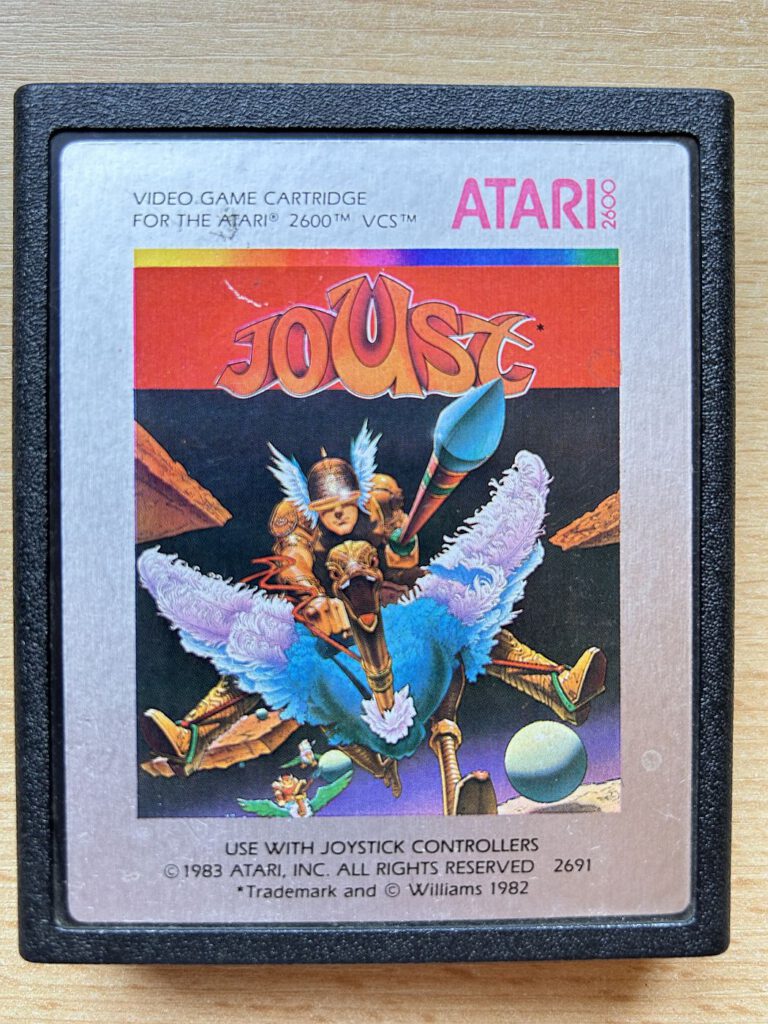 VIDEO GAME CARTRIDGE
FOR THE ATARI® 2600™ VCS™
ATARI 2600
JOUST*
USE WITH JOYSTICK CONTROLLERS
©1983 ATARI, INC. ALL RIGHTS RESERVED 2691
*Trademark and © Williams 1982